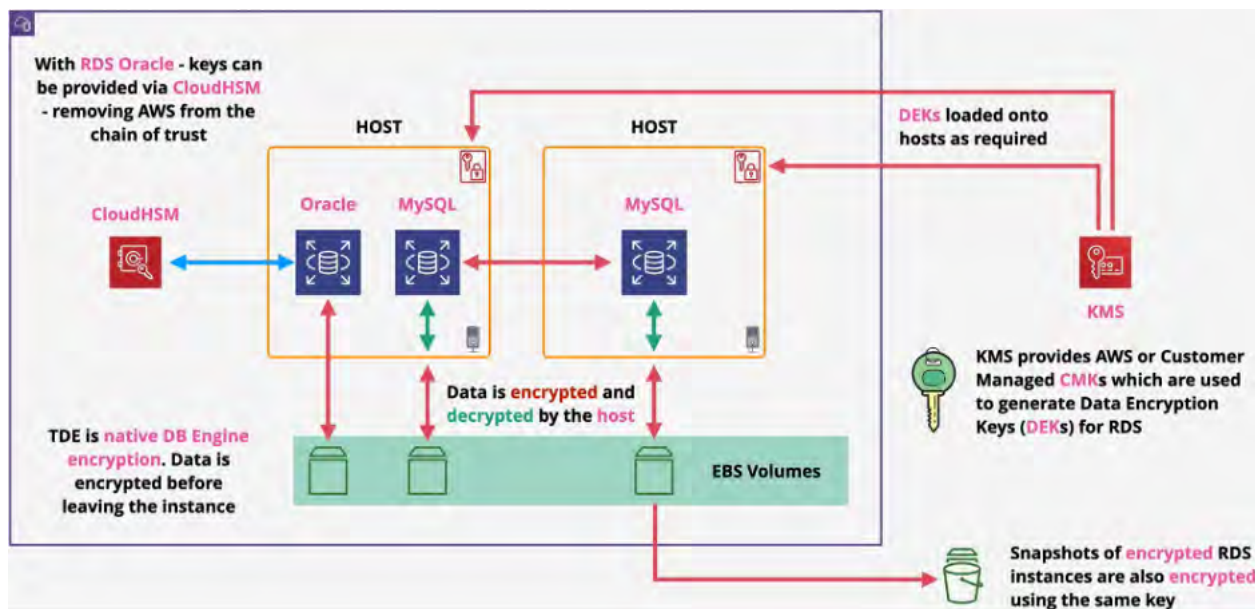 With RDS Oracle - keys can
be provided via CloudHSM
- removing AWS from the
chain of trust
HOST
HOST
DEKs loaded onto
hosts as required
CloudHSM
Oracle
MySQL
MySQL
KMS
KMS provides AWS or Customer
Managed CMKs which are used
to generate Data Encryption
Keys (DEKs) for RDS
Data is encrypted and
decrypted by the host
TDE is native DB Engine
encryption. Data is
encrypted before
leaving the instance
EBS Volumes
Snapshots of encrypted RDS
instances are also encrypted
using the same key